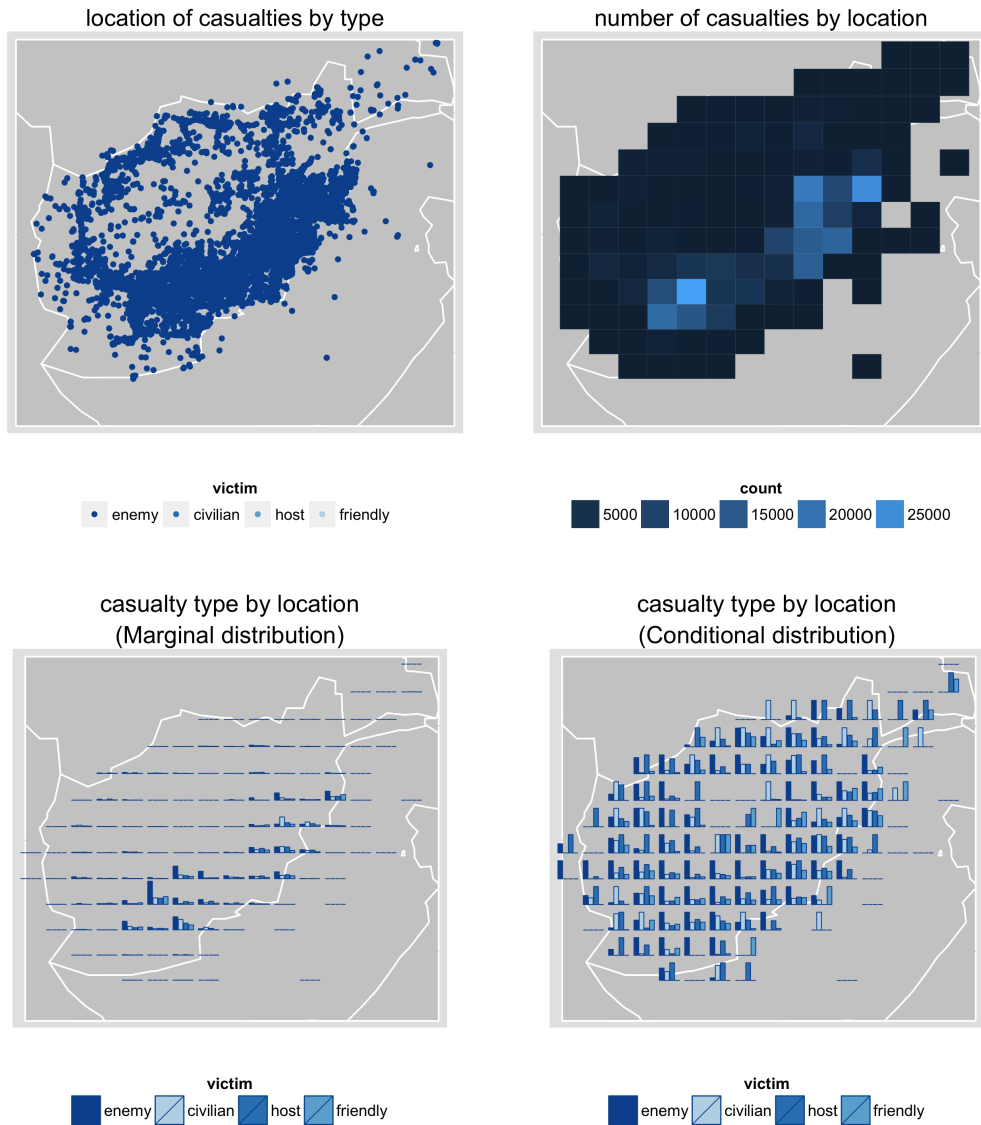 location of casualties by type
number of casualties by location
victim
enemy civilian host friendly
count
5000 10000 15000 20000 25000
casualty type by location
(Marginal distribution)
casualty type by location
(Conditional distribution)
victim
enemy civilian host friendly
victim
enemy civilian host friendly